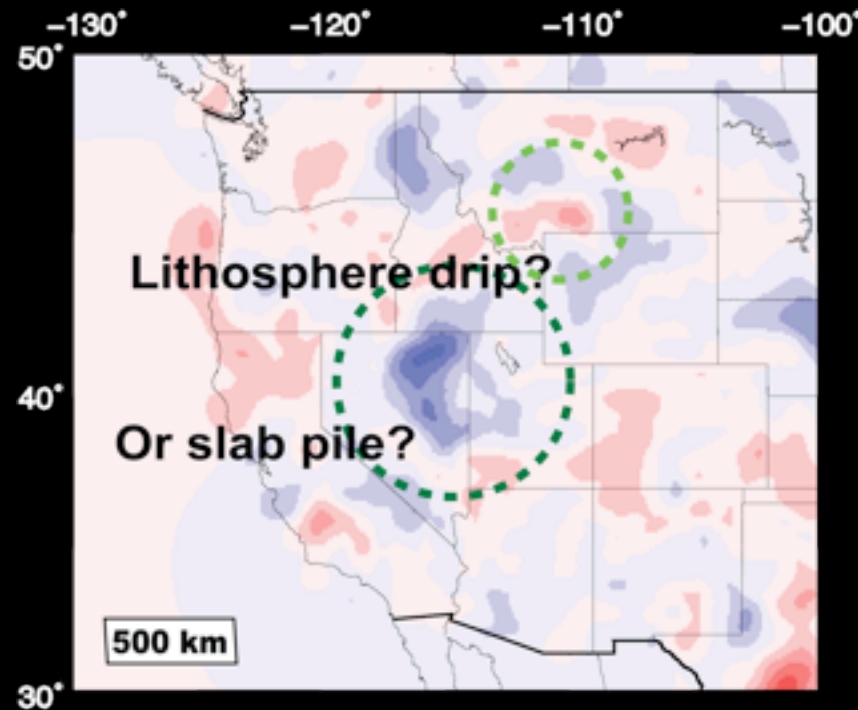 −130˚ −120˚ −110˚ −100˚
50˚
Lithosphere drip?
40˚
Or slab pile?
500 km
30˚